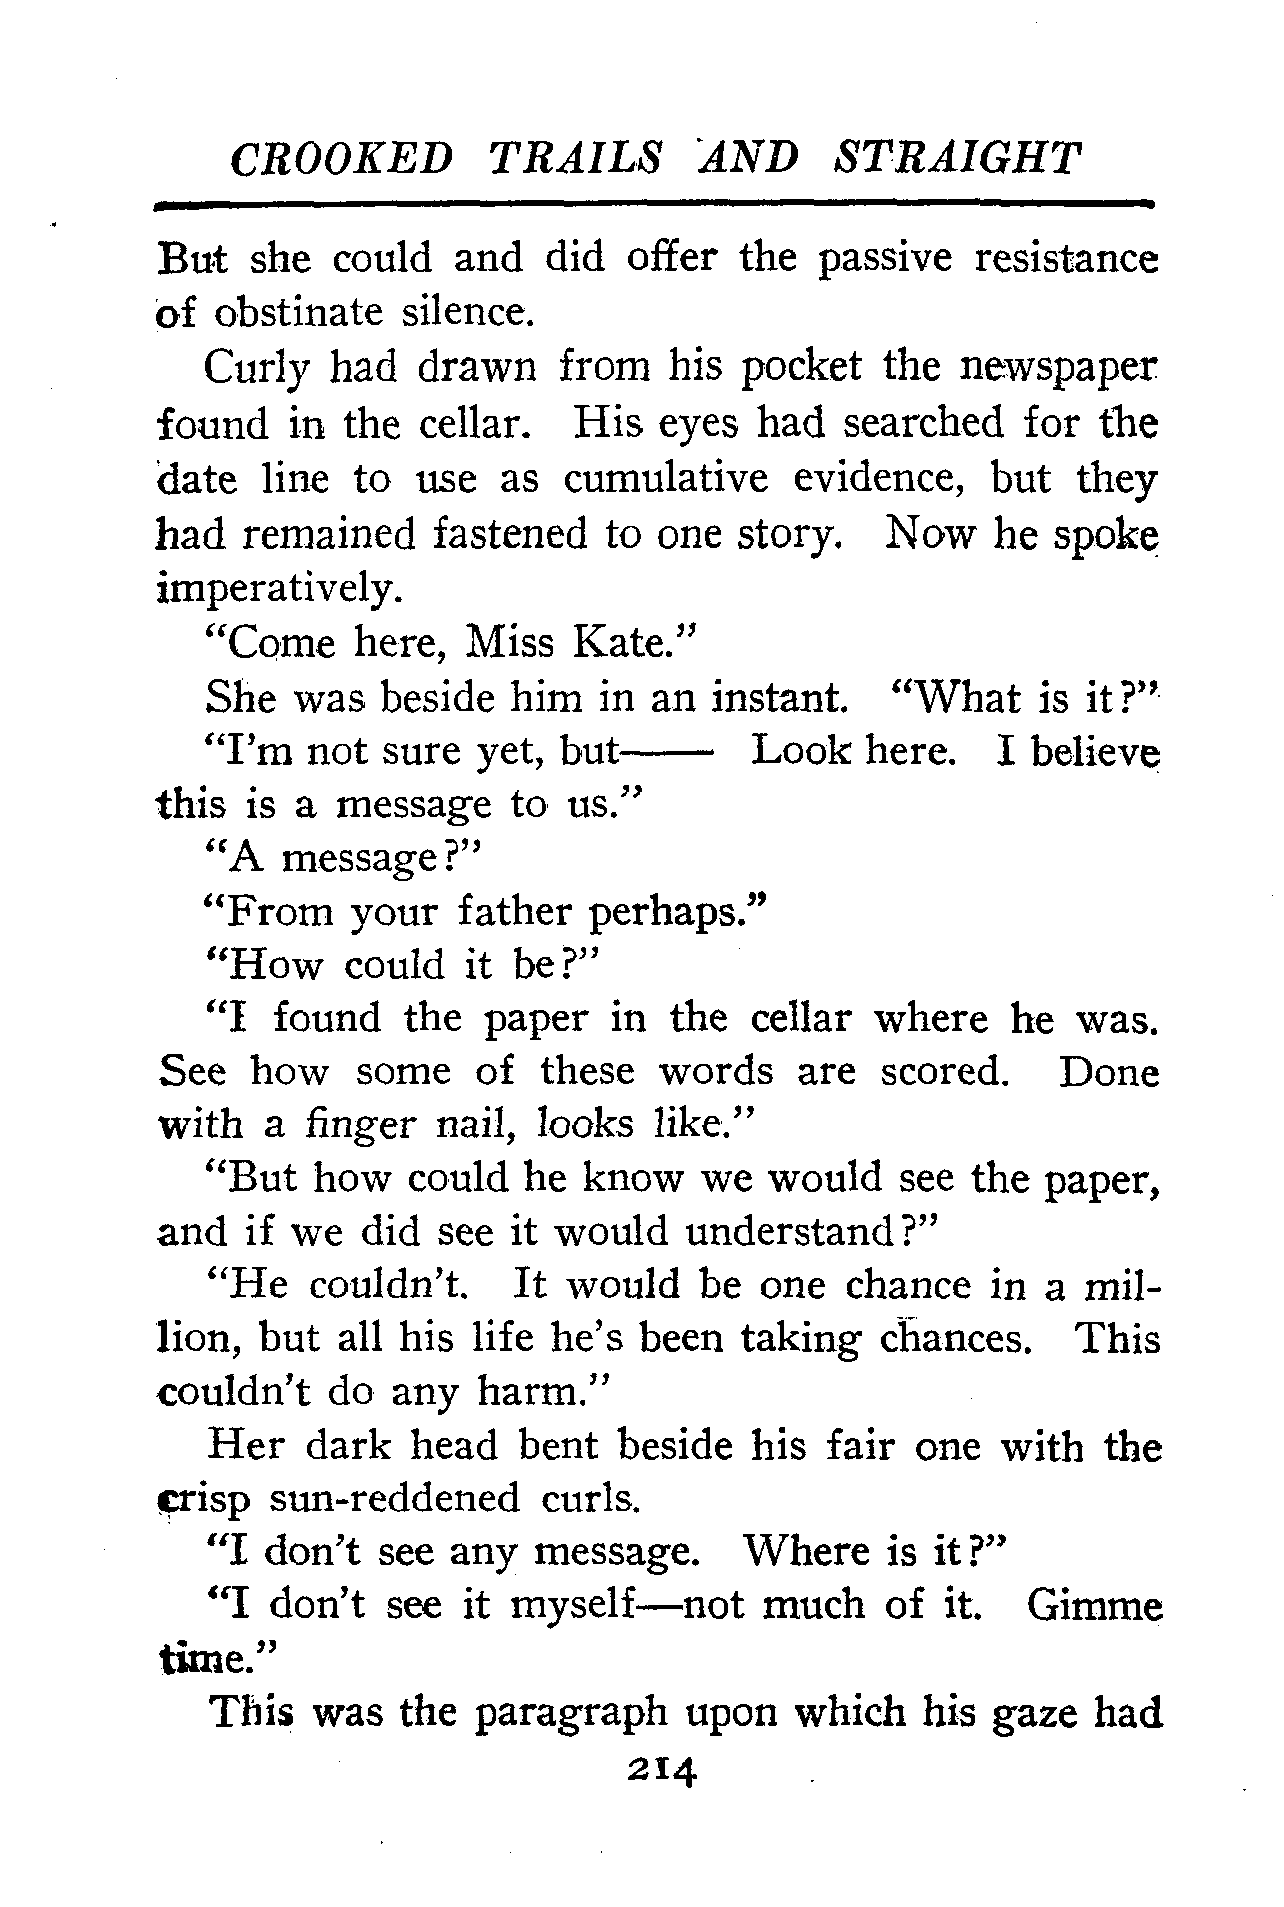 CROOKED TRAILS AND STRAIGHT
But she could and did offer the passive resistance
of obstinate silence.
Curly had drawn from his pocket the newspaper
found in the cellar. His eyes had searched for the
date line to use as cumulative evidence, but they
had remained fastened to one story. Now he spoke
imperatively.
“Come here, Miss Kate.”
She was beside him in an instant. “What is it?”
“I’m not sure yet, but—— Look here. I believe
this is a message to us.”
“A message?”
“From your father perhaps.”
“How could it be?”
“I found the paper in the cellar where he was.
See how some of these words are scored. Done
with a finger nail, looks like.”
“But how could he know we would see the paper,
and if we did see it would understand?”
“He couldn’t. It would be one chance in a mil-
lion, but all his life he’s been taking chances. This
couldn’t do any harm.”
Her dark head bent beside his fair one with the
crisp sun-reddened curls.
“I don’t see any message. Where is it?”
“I don’t see it myself—not much of it. Gimme
time.”
This was the paragraph upon which his gaze had
214